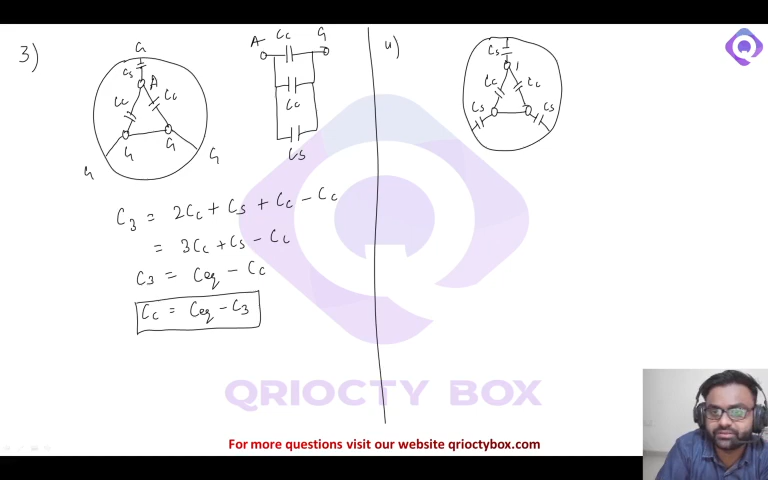 3)
G
Cs
A
Cc
Cc
G
G
G
G
A
Cc
G
Cc
Cs
C3 = 2Cc + Cs + Cc - Cc
= 3Cc + Cs - Cc
C3 = Ceq - Cc
Cc = Ceq - C3
4)
Cs
1
Cc
Cc
Cs
Cs
QRIOCTY BOX
For more questions visit our website qrioctybox.com